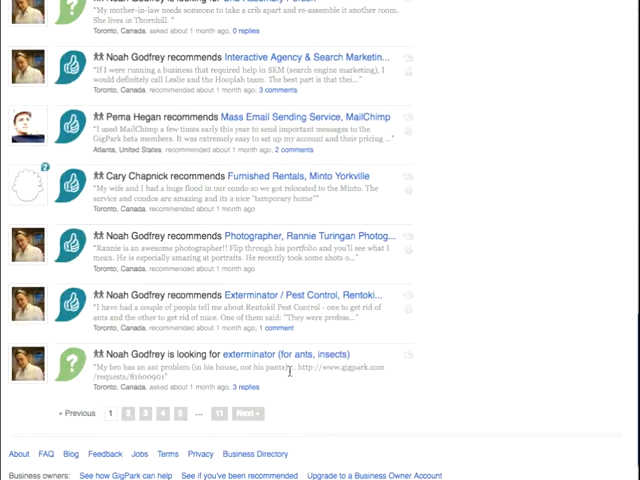 "My mother-in-law needs someone to take a crib apart and re-assemble it another room.
She lives in Thornhill. "
Toronto, Canada, asked about 1 month ago. 0 replies
Noah Godfrey recommends Interactive Agency & Search Marketin...
"If I were running a business that required help in SEM (search engine marketing), I
would definitely call Leslie and the Hooplah team. The best part is that thei...
Toronto, Canada, recommended about 1 month ago. 3 comments
Pema Hegan recommends Mass Email Sending Service, MailChimp
"I used MailChimp a few times early this year to send important messages to the
GigPark beta members. It was extremely easy to set up my account and their pricing ..."
Atlanta, United States, recommended about 1 month ago. 2 comments
2
Cary Chapnick recommends Furnished Rentals, Minto Yorkville
"My wife and I had a huge flood in our condo so we got relocated to the Minto. The
service and condos are amazing and its a nice "temporary home""
Toronto, Canada, recommended about 1 month ago
Noah Godfrey recommends Photographer, Rannie Turingan Photog...
"Rannie is an awesome photographer!! Flip through his portfolio and you'll see what I
mean. He is especially amazing at portraits. He recently took some shots o..."
Toronto, Canada, recommended about 1 month ago
Noah Godfrey recommends Exterminator / Pest Control, Rentoki...
"I have had a couple of people tell me about Rentokil Pest Control - one to get rid of
ants and the other to get rid of mice. One of them said: "They were profess..."
Toronto, Canada, recommended about 1 month ago. 1 comment
Noah Godfrey is looking for exterminator (for ants, insects)
"My bro has an ant problem (in his house, not his pants)... http://www.gigpark.com
/requests/81600901"
Toronto, Canada, asked about 1 month ago. 3 replies
« Previous 1 2 3 4 5 ... 11 Next »
About FAQ Blog Feedback Jobs Terms Privacy Business Directory
Business owners: See how GigPark can help See if you've been recommended Upgrade to a Business Owner Account